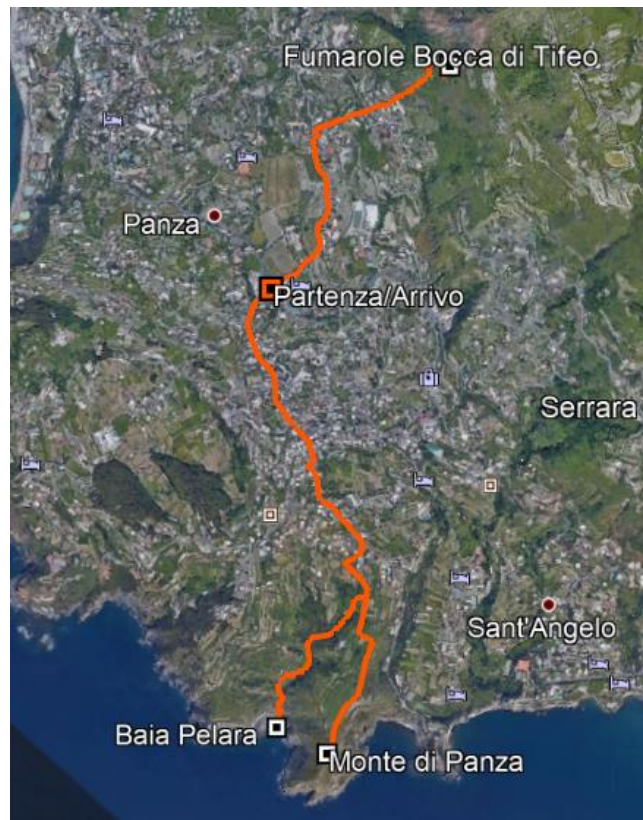 Fumarole Bocca di Tifeo
Panza
Partenza/Arrivo
Serrara
Sant'Angelo
Baia Pelara
Monte di Panza